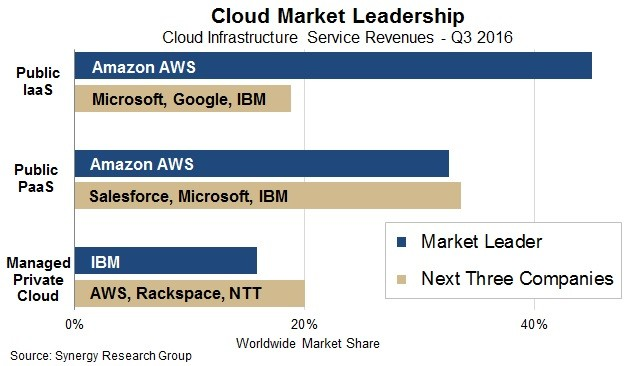 Cloud Market Leadership
Cloud Infrastructure Service Revenues - Q3 2016
Public
IaaS
Amazon AWS
Microsoft, Google, IBM
Public
PaaS
Amazon AWS
Salesforce, Microsoft, IBM
Managed
Private
Cloud
IBM
AWS, Rackspace, NTT
Market Leader
Next Three Companies
0%
20%
40%
Worldwide Market Share
Source: Synergy Research Group